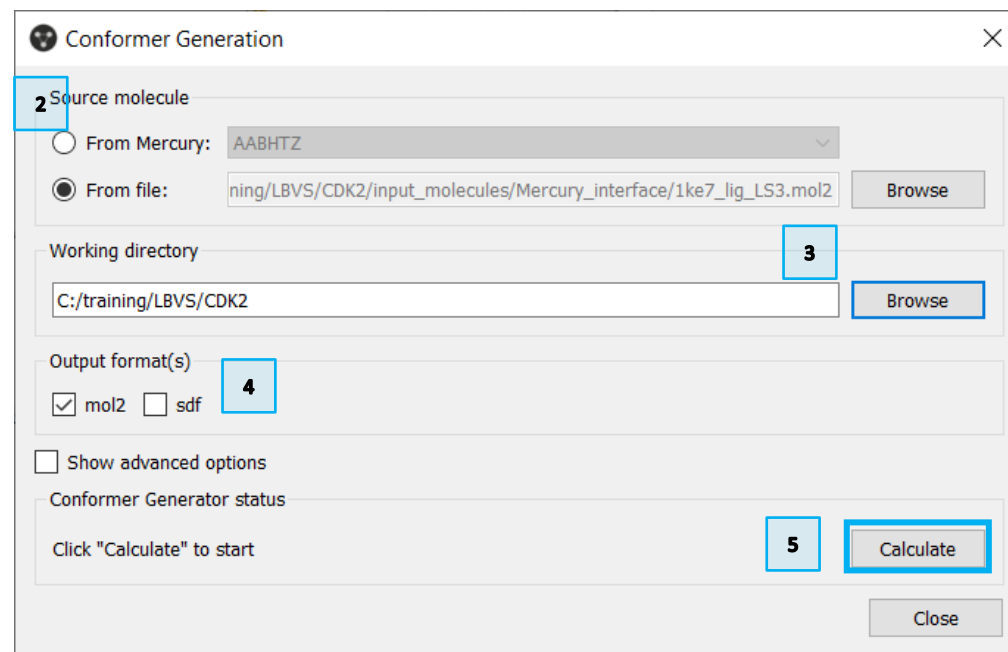 Conformer Generation
2
Source molecule
From Mercury: AABHTZ
From file: ning/LBVS/CDK2/input_molecules/Mercury_interface/1ke7_lig_LS3.mol2 Browse
Working directory
3
C:/training/LBVS/CDK2 Browse
Output format(s)
4
mol2 sdf
Show advanced options
Conformer Generator status
Click "Calculate" to start 5 Calculate
Close